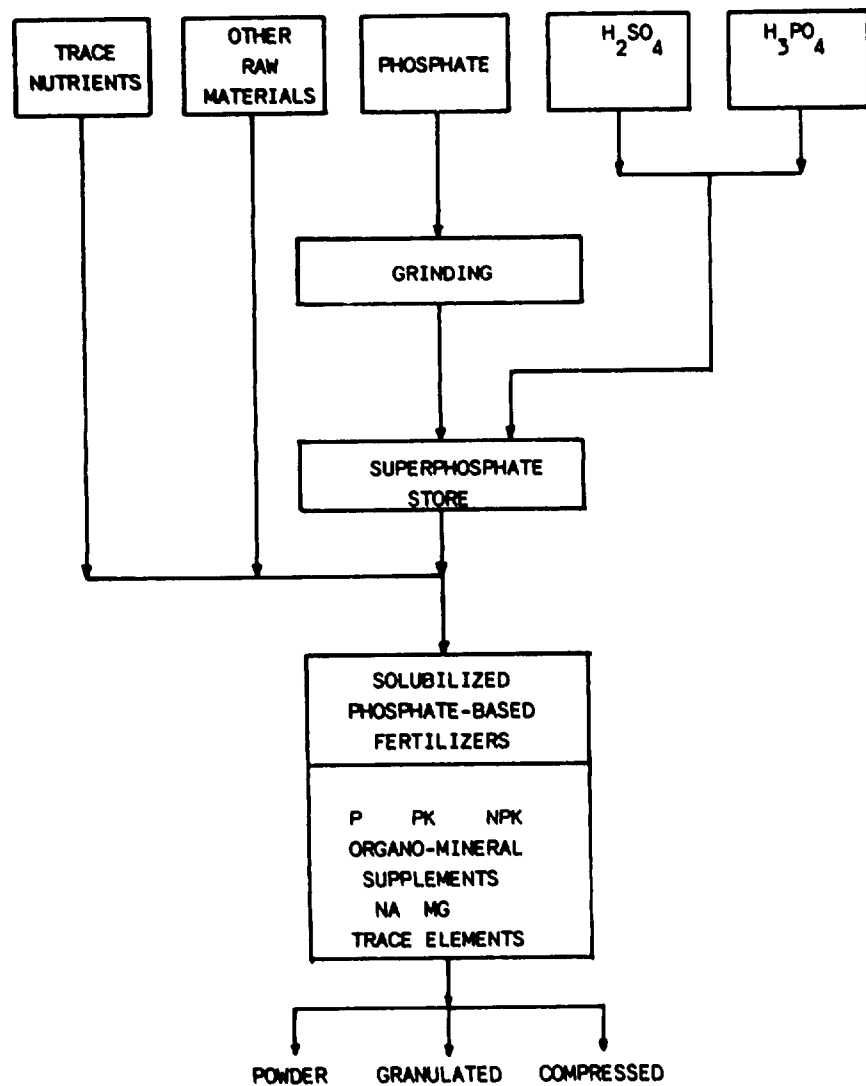 TRACE
NUTRIENTS
OTHER
RAW
MATERIALS
PHOSPHATE
H2SO4
H3PO4
GRINDING
SUPERPHOSPHATE
STORE
SOLUBILIZED
PHOSPHATE-BASED
FERTILIZERS
P PK NPK
ORGANO-MINERAL
SUPPLEMENTS
NA MG
TRACE ELEMENTS
POWDER GRANULATED COMPRESSED